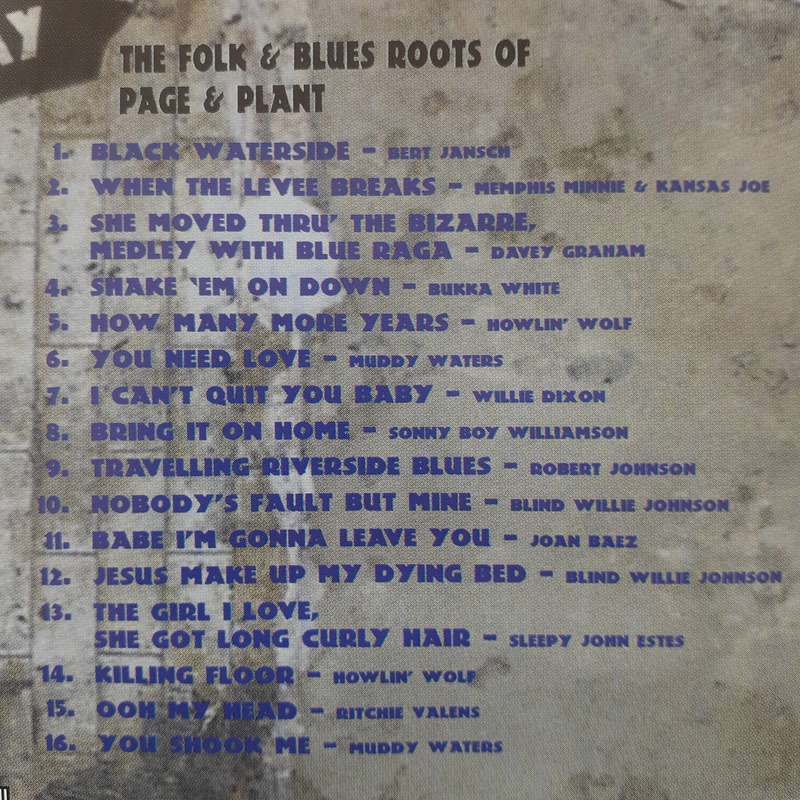 THE FOLK & BLUES ROOTS OF
PAGE & PLANT
1. BLACK WATERSIDE – BERT JANSCH
2. WHEN THE LEVEE BREAKS – MEMPHIS MINNIE & KANSAS JOE
3. SHE MOVED THRU' THE BIZARRE,
MEDLEY WITH BLUE RAGA – DAVEY GRAHAM
4. SHAKE 'EM ON DOWN – BUKKA WHITE
5. HOW MANY MORE YEARS – HOWLIN' WOLF
6. YOU NEED LOVE – MUDDY WATERS
7. I CAN'T QUIT YOU BABY – WILLIE DIXON
8. BRING IT ON HOME – SONNY BOY WILLIAMSON
9. TRAVELLING RIVERSIDE BLUES – ROBERT JOHNSON
10. NOBODY'S FAULT BUT MINE – BLIND WILLIE JOHNSON
11. BABE I'M GONNA LEAVE YOU – JOAN BAEZ
12. JESUS MAKE UP MY DYING BED – BLIND WILLIE JOHNSON
13. THE GIRL I LOVE,
SHE GOT LONG CURLY HAIR – SLEEPY JOHN ESTES
14. KILLING FLOOR – HOWLIN' WOLF
15. OOH MY HEAD – RITCHIE VALENS
16. YOU SHOOK ME – MUDDY WATERS